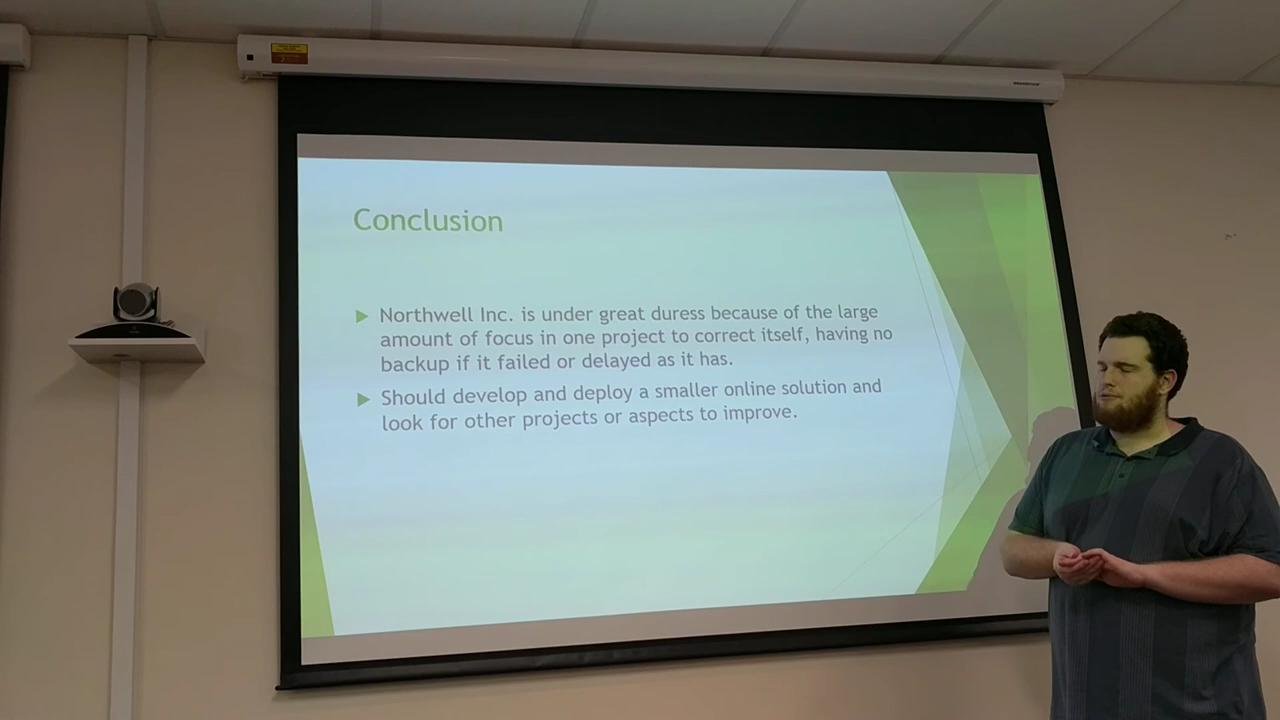 Conclusion
Northwell Inc. is under great duress because of the large
amount of focus in one project to correct itself, having no
backup if it failed or delayed as it has.
Should develop and deploy a smaller online solution and
look for other projects or aspects to improve.